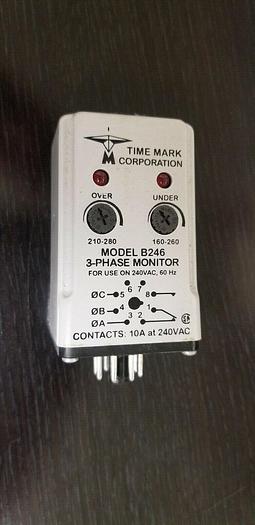 TIME MARK
CORPORATION
OVER UNDER
210-280 160-260
MODEL B246
3-PHASE MONITOR
FOR USE ON 240VAC, 60 Hz
6 7
ØC 5 8
ØB 4 1
ØA 3 2
CONTACTS: 10A at 240VAC